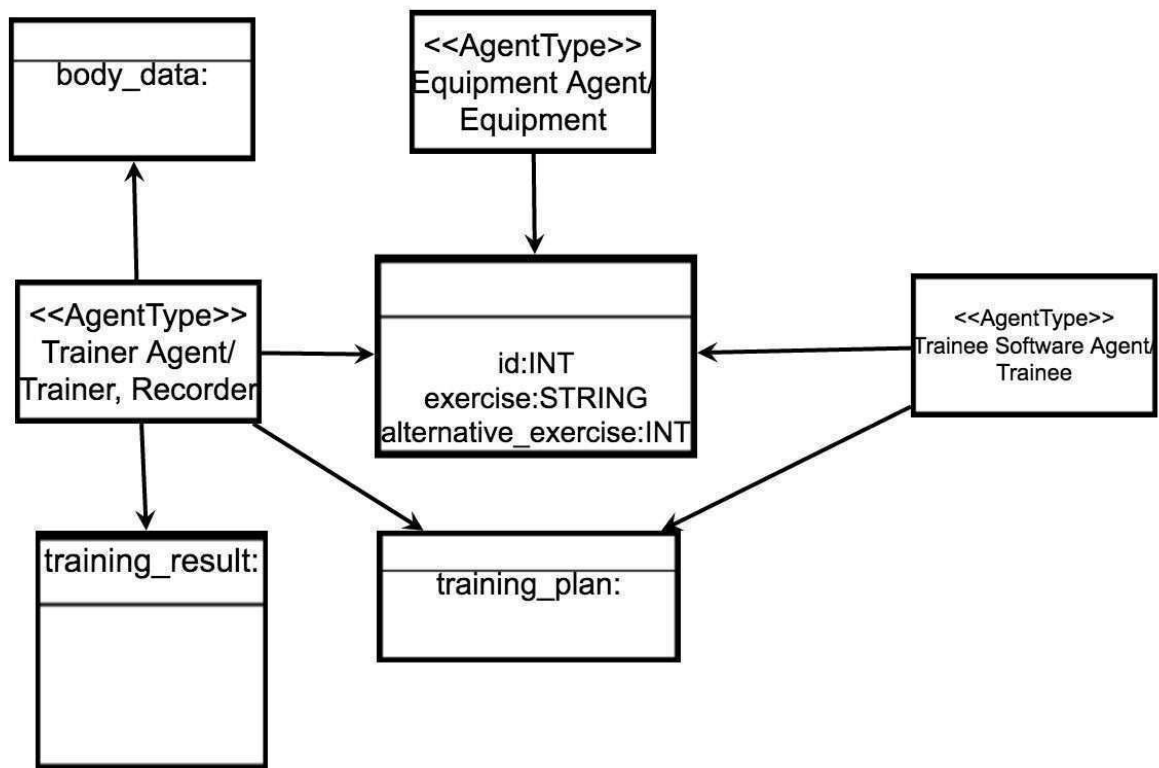 body_data:
<<AgentType>>
Equipment Agent/
Equipment
<<AgentType>>
Trainer Agent/
Trainer, Recorder
id:INT
exercise:STRING
alternative_exercise:INT
<<AgentType>>
Trainee Software Agent/
Trainee
training_result:
training_plan: